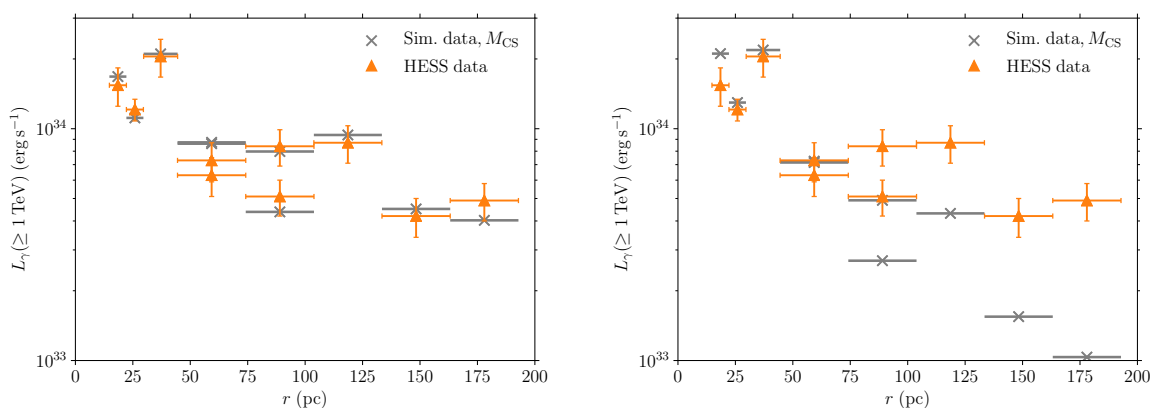 Sim. data, M_CS
HESS data
10^34
10^33
L_γ(≥ 1 TeV) (erg s^−1)
0 25 50 75 100 125 150 175 200
r (pc)
Sim. data, M_CS
HESS data
10^34
10^33
L_γ(≥ 1 TeV) (erg s^−1)
0 25 50 75 100 125 150 175 200
r (pc)